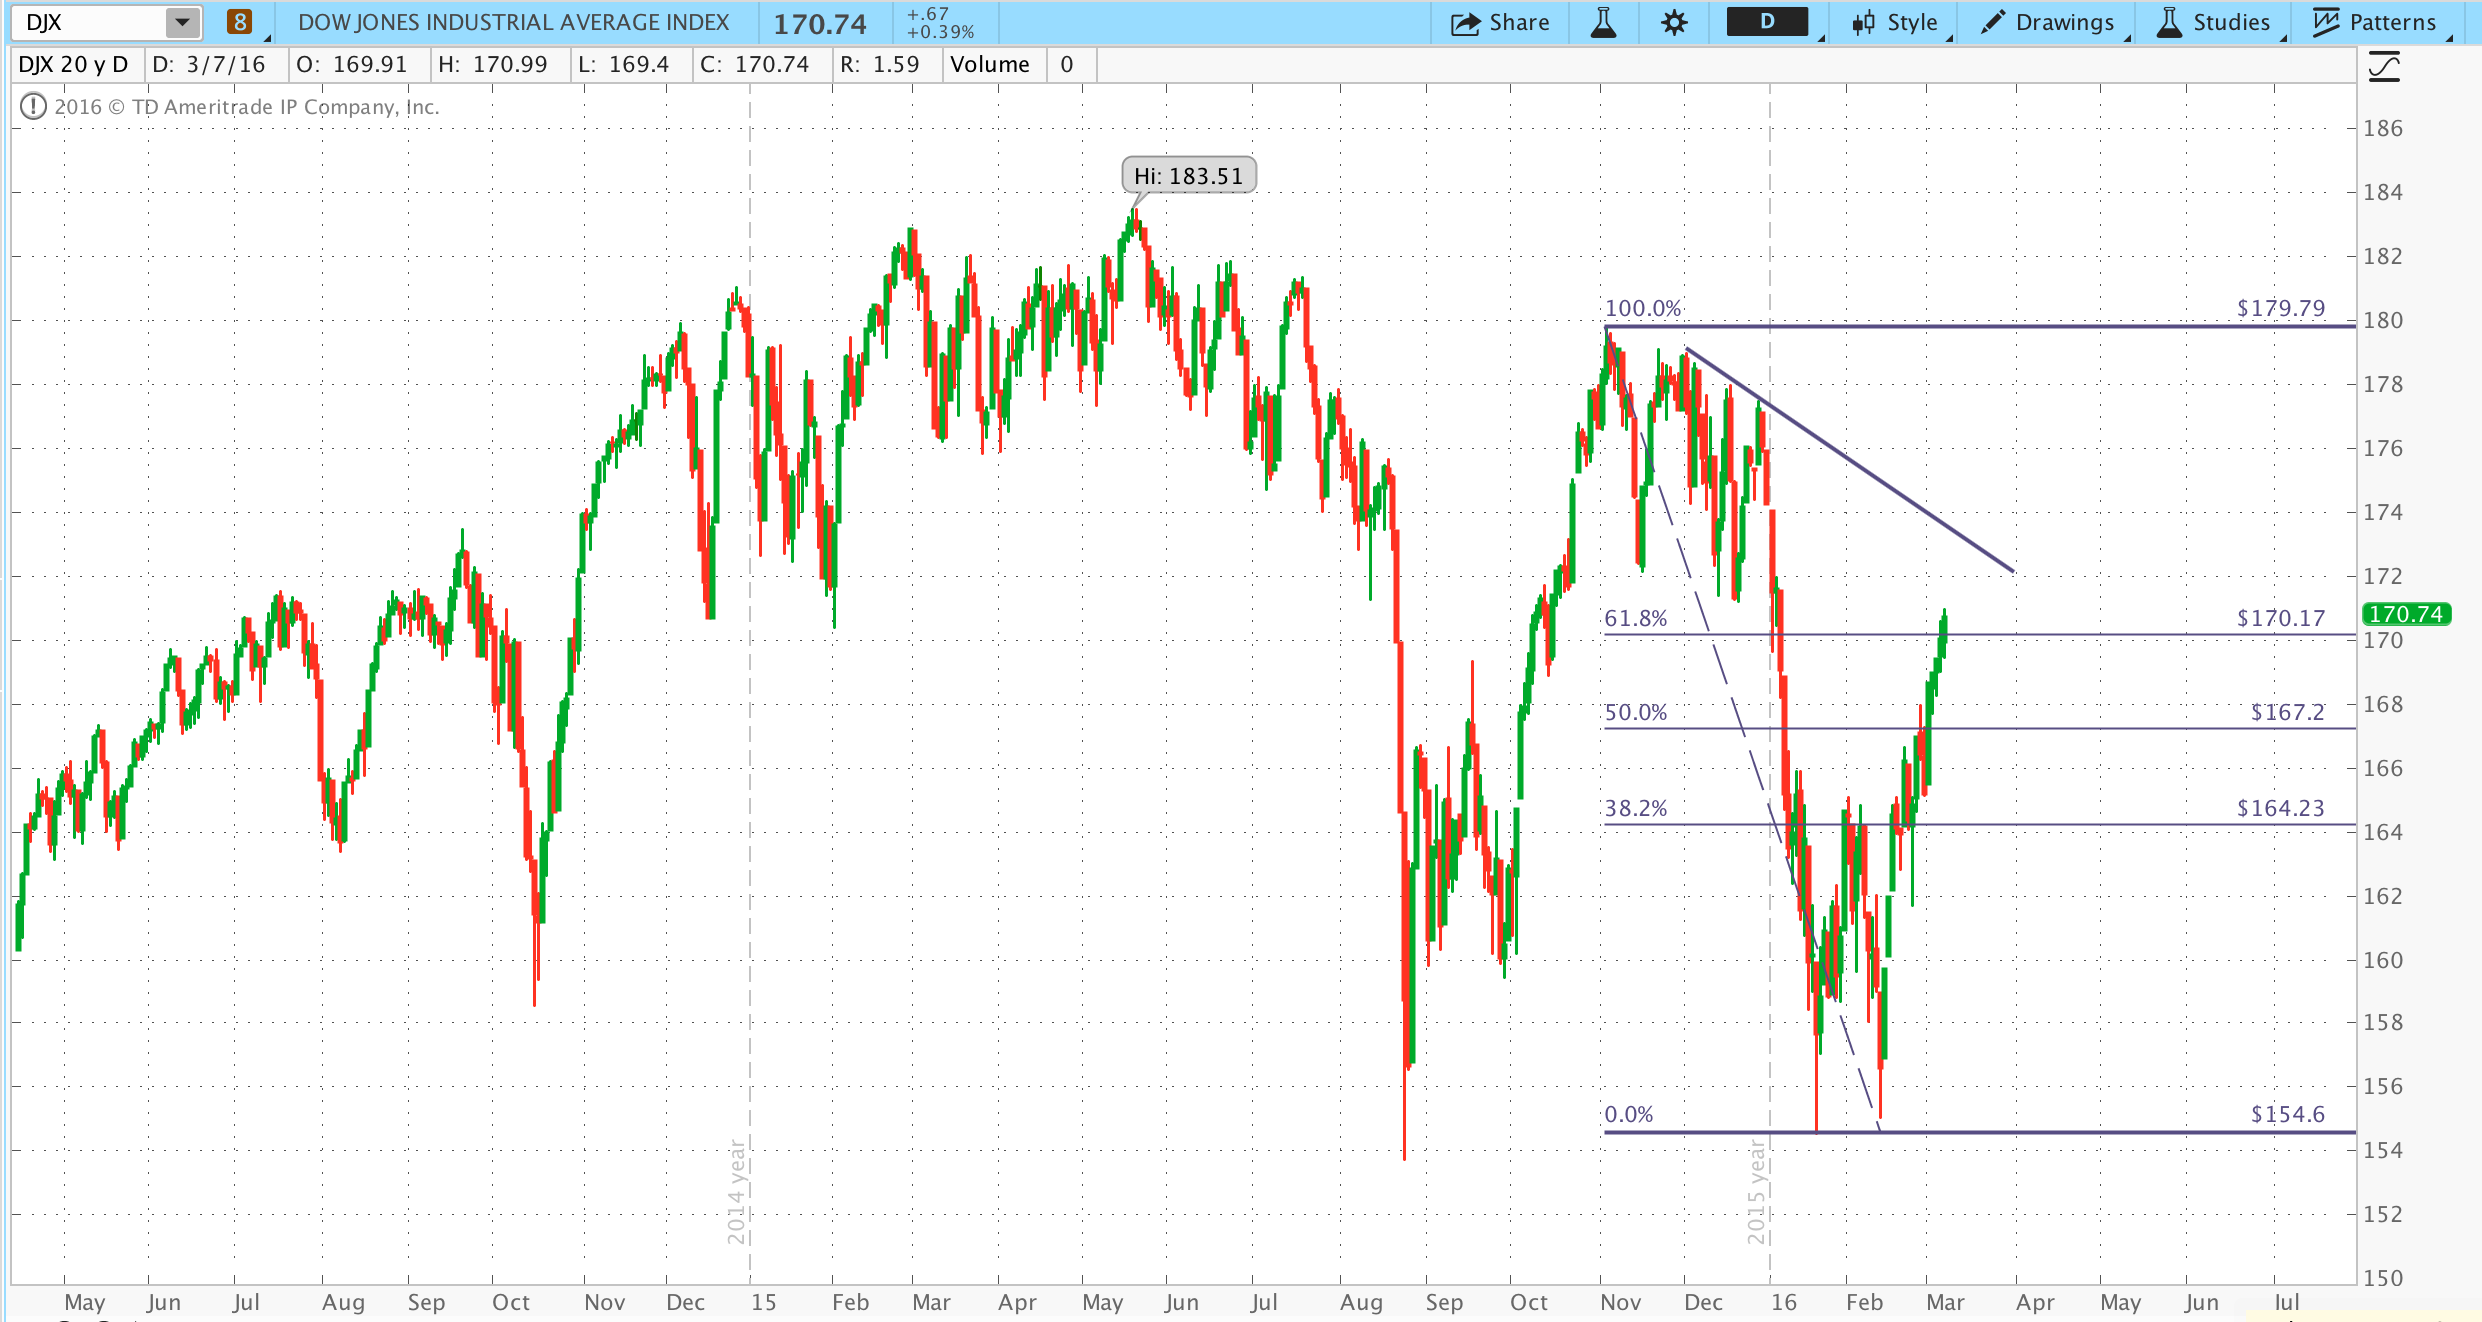 DJX 8 DOW JONES INDUSTRIAL AVERAGE INDEX 170.74 +.67 +0.39% Share D Style Drawings Studies Patterns
DJX 20 y D D: 3/7/16 O: 169.91 H: 170.99 L: 169.4 C: 170.74 R: 1.59 Volume 0
2016 © TD Ameritrade IP Company, Inc.
186
Hi: 183.51
184
182
100.0% $179.79
180
178
176
174
172
61.8% $170.17 170.74
170
50.0% $167.2
168
166
38.2% $164.23
164
162
160
158
156
0.0% $154.6
154
2014 year
2015 year
152
150
May Jun Jul Aug Sep Oct Nov Dec 15 Feb Mar Apr May Jun Jul Aug Sep Oct Nov Dec 16 Feb Mar Apr May Jun Jul